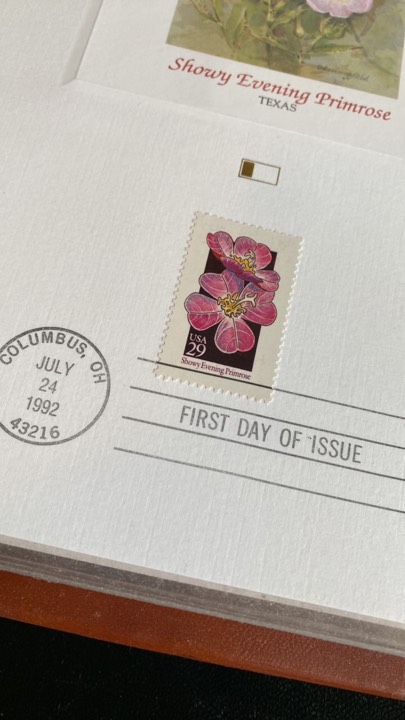 Showy Evening Primrose
TEXAS
USA
29
Showy Evening Primrose
COLUMBUS, OH
JULY
24
1992
43216
FIRST DAY OF ISSUE